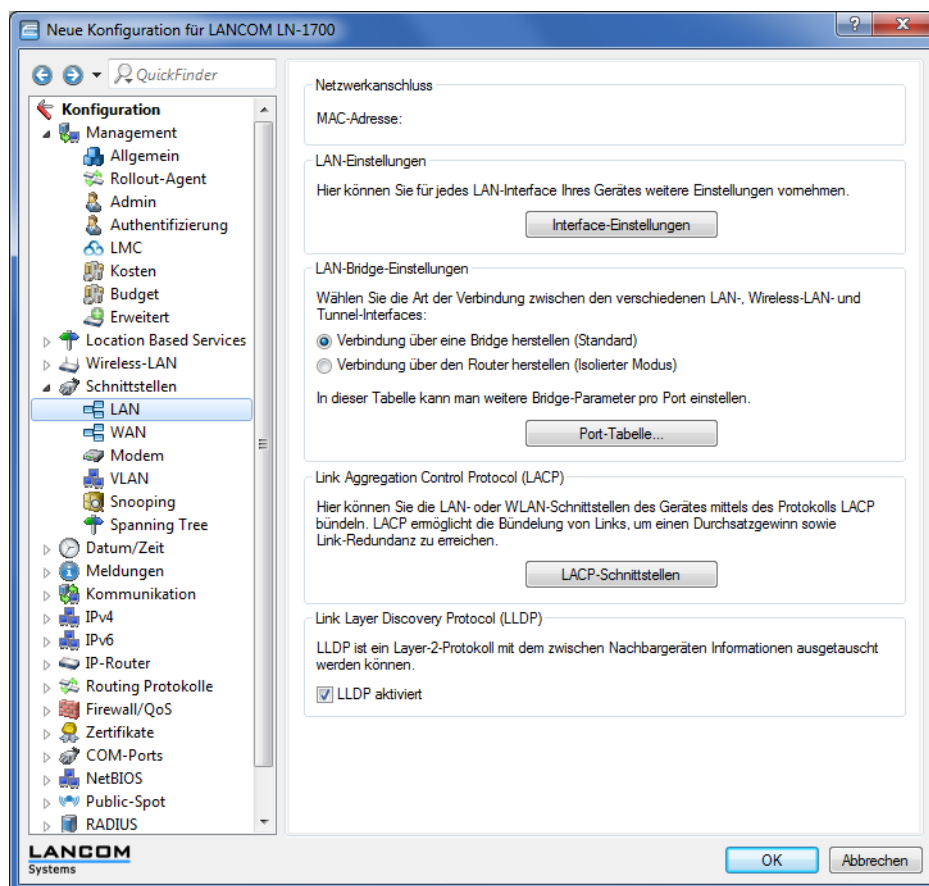 Neue Konfiguration für LANCOM LN-1700
QuickFinder
Konfiguration
Management
Allgemein
Rollout-Agent
Admin
Authentifizierung
LMC
Kosten
Budget
Erweitert
Location Based Services
Wireless-LAN
Schnittstellen
LAN
WAN
Modem
VLAN
Snooping
Spanning Tree
Datum/Zeit
Meldungen
Kommunikation
IPv4
IPv6
IP-Router
Routing Protokolle
Firewall/QoS
Zertifikate
COM-Ports
NetBIOS
Public-Spot
RADIUS
Netzwerkanschluss
MAC-Adresse:
LAN-Einstellungen
Hier können Sie für jedes LAN-Interface Ihres Gerätes weitere Einstellungen vornehmen.
Interface-Einstellungen
LAN-Bridge-Einstellungen
Wählen Sie die Art der Verbindung zwischen den verschiedenen LAN-, Wireless-LAN- und
Tunnel-Interfaces:
Verbindung über eine Bridge herstellen (Standard)
Verbindung über den Router herstellen (Isolierter Modus)
In dieser Tabelle kann man weitere Bridge-Parameter pro Port einstellen.
Port-Tabelle...
Link Aggregation Control Protocol (LACP)
Hier können Sie die LAN- oder WLAN-Schnittstellen des Gerätes mittels des Protokolls LACP
bündeln. LACP ermöglicht die Bündelung von Links, um einen Durchsatzgewinn sowie
Link-Redundanz zu erreichen.
LACP-Schnittstellen
Link Layer Discovery Protocol (LLDP)
LLDP ist ein Layer-2-Protokoll mit dem zwischen Nachbargeräten Informationen ausgetauscht
werden können.
LLDP aktiviert
LANCOM
Systems
OK
Abbrechen